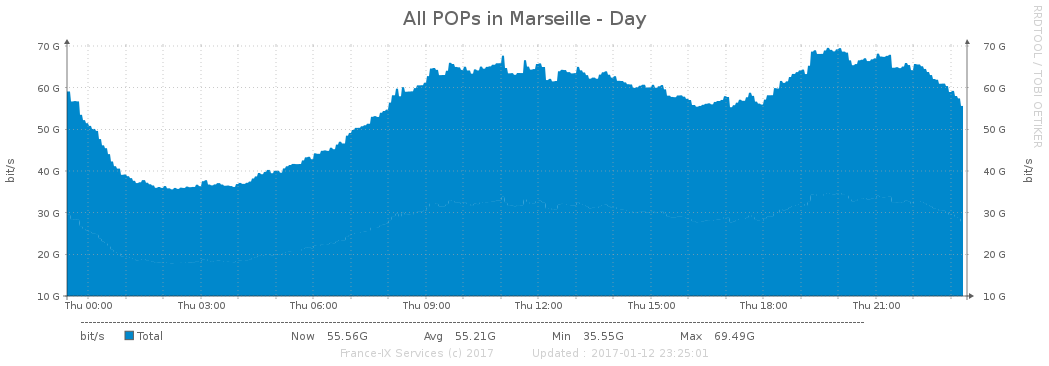 All POPs in Marseille - Day
RRDTOOL / TOBI OETIKER
70 G 70 G
60 G 60 G
50 G 50 G
40 G 40 G
30 G 30 G
20 G 20 G
10 G 10 G
bit/s bit/s
Thu 00:00 Thu 03:00 Thu 06:00 Thu 09:00 Thu 12:00 Thu 15:00 Thu 18:00 Thu 21:00
bit/s Total Now 55.56G Avg 55.21G Min 35.55G Max 69.49G
France-IX Services (c) 2017 Updated : 2017-01-12 23:25:01